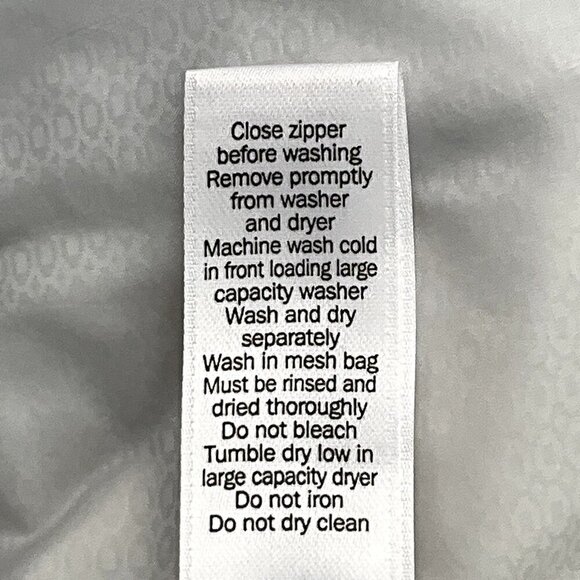 Close zipper
before washing
Remove promptly
from washer
and dryer
Machine wash cold
in front loading large
capacity washer
Wash and dry
separately
Wash in mesh bag
Must be rinsed and
dried thoroughly
Do not bleach
Tumble dry low in
large capacity dryer
Do not iron
Do not dry clean